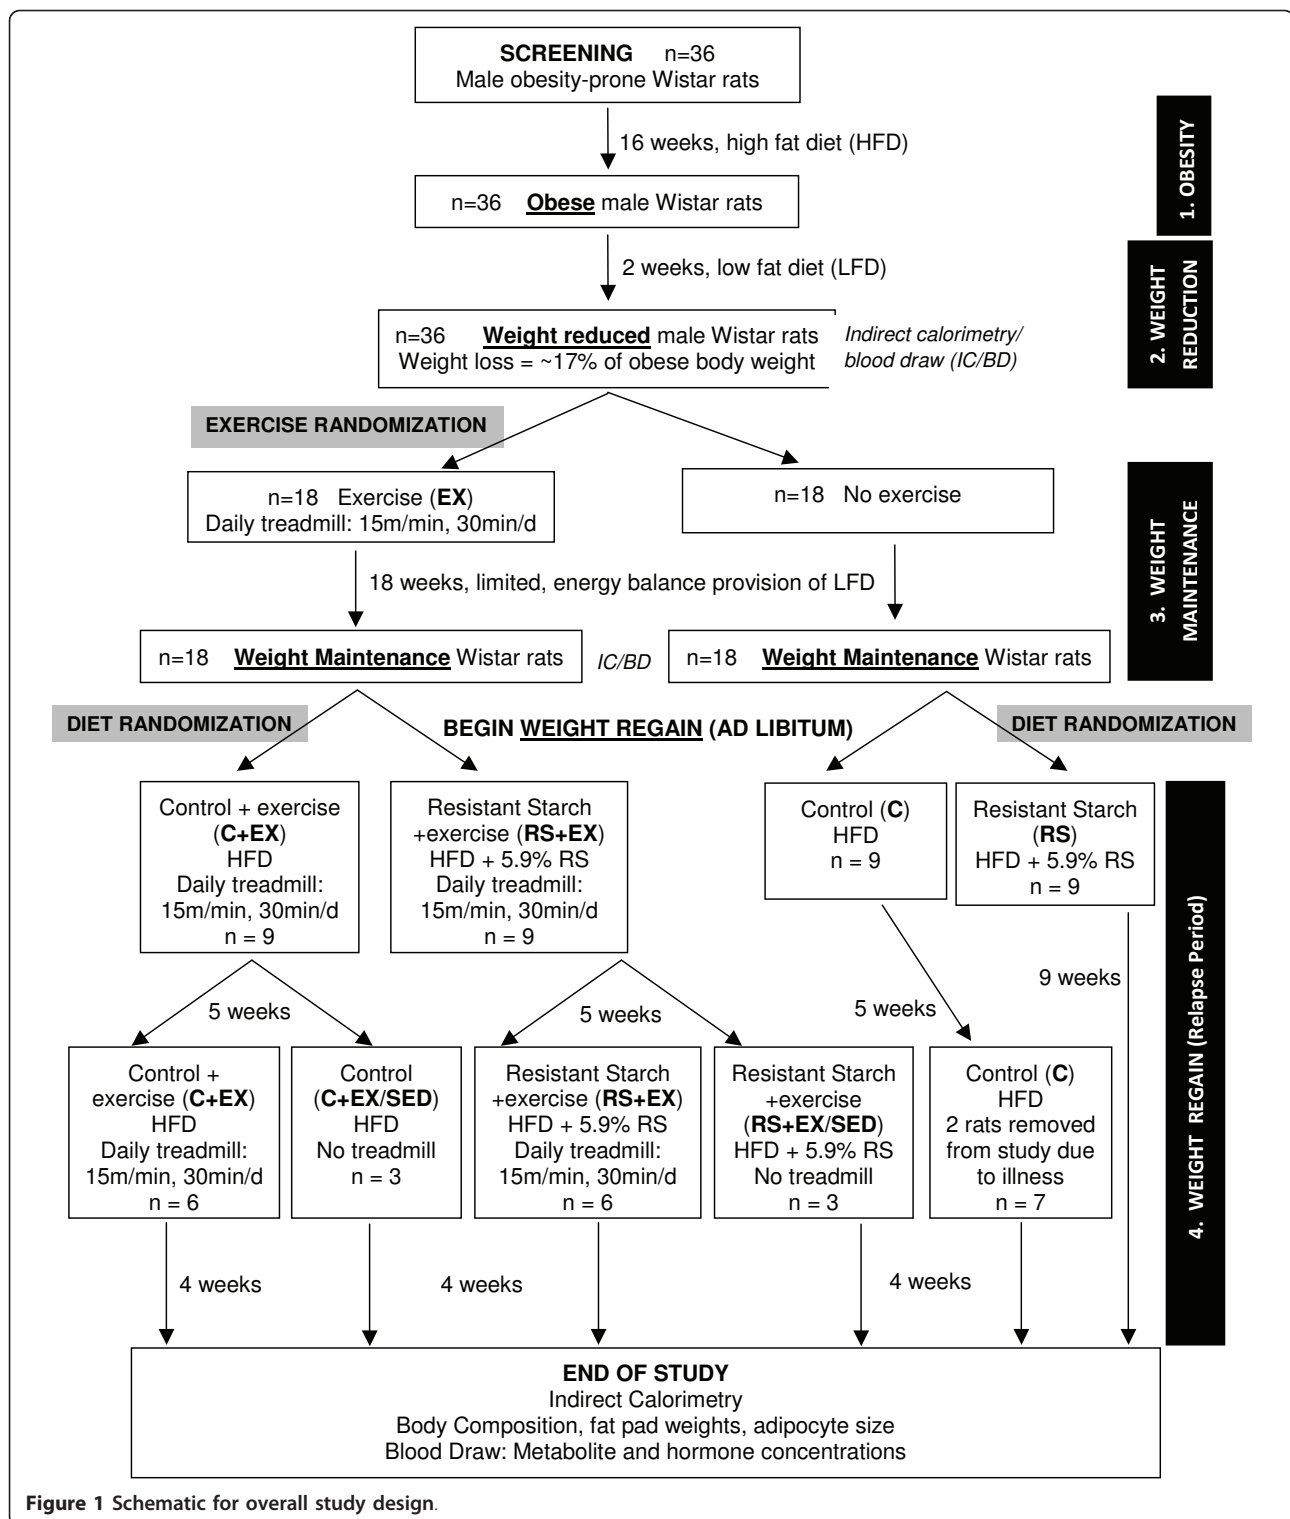 SCREENING n=36
Male obesity-prone Wistar rats
16 weeks, high fat diet (HFD)
1. OBESITY
n=36 Obese male Wistar rats
2 weeks, low fat diet (LFD)
2. WEIGHT
REDUCTION
n=36 Weight reduced male Wistar rats
Weight loss = ~17% of obese body weight
Indirect calorimetry/
blood draw (IC/BD)
EXERCISE RANDOMIZATION
n=18 Exercise (EX)
Daily treadmill: 15m/min, 30min/d
n=18 No exercise
3. WEIGHT
MAINTENANCE
18 weeks, limited, energy balance provision of LFD
n=18 Weight Maintenance Wistar rats
IC/BD
n=18 Weight Maintenance Wistar rats
DIET RANDOMIZATION
BEGIN WEIGHT REGAIN (AD LIBITUM)
DIET RANDOMIZATION
Control + exercise
(C+EX)
HFD
Daily treadmill:
15m/min, 30min/d
n = 9
Resistant Starch
+exercise (RS+EX)
HFD + 5.9% RS
Daily treadmill:
15m/min, 30min/d
n = 9
Control (C)
HFD
n = 9
Resistant Starch
(RS)
HFD + 5.9% RS
n = 9
4. WEIGHT REGAIN (Relapse Period)
5 weeks
5 weeks
5 weeks
9 weeks
Control +
exercise (C+EX)
HFD
Daily treadmill:
15m/min, 30min/d
n = 6
Control
(C+EX/SED)
HFD
No treadmill
n = 3
Resistant Starch
+exercise (RS+EX)
HFD + 5.9% RS
Daily treadmill:
15m/min, 30min/d
n = 6
Resistant Starch
+exercise
(RS+EX/SED)
HFD + 5.9% RS
No treadmill
n = 3
Control (C)
HFD
2 rats removed
from study due
to illness
n = 7
4 weeks
4 weeks
4 weeks
END OF STUDY
Indirect Calorimetry
Body Composition, fat pad weights, adipocyte size
Blood Draw: Metabolite and hormone concentrations
Figure 1 Schematic for overall study design.